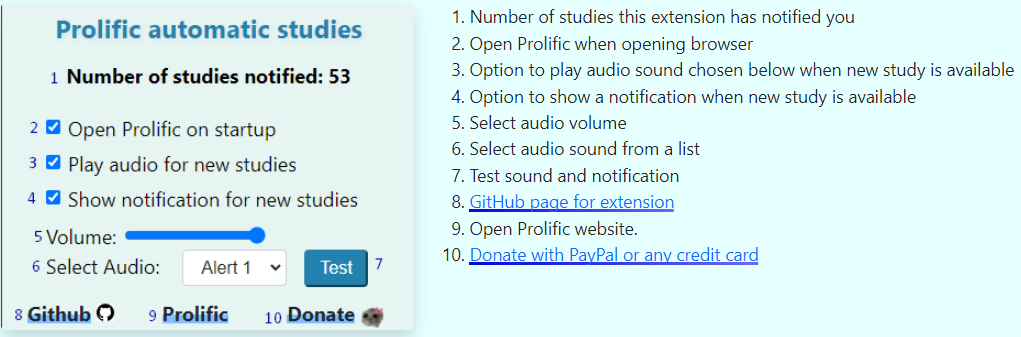 Prolific automatic studies
1 Number of studies notified: 53
2 Open Prolific on startup
3 Play audio for new studies
4 Show notification for new studies
5 Volume:
6 Select Audio: Alert 1 Test 7
8 Github 9 Prolific 10 Donate
1. Number of studies this extension has notified you
2. Open Prolific when opening browser
3. Option to play audio sound chosen below when new study is available
4. Option to show a notification when new study is available
5. Select audio volume
6. Select audio sound from a list
7. Test sound and notification
8. GitHub page for extension
9. Open Prolific website.
10. Donate with PayPal or any credit card